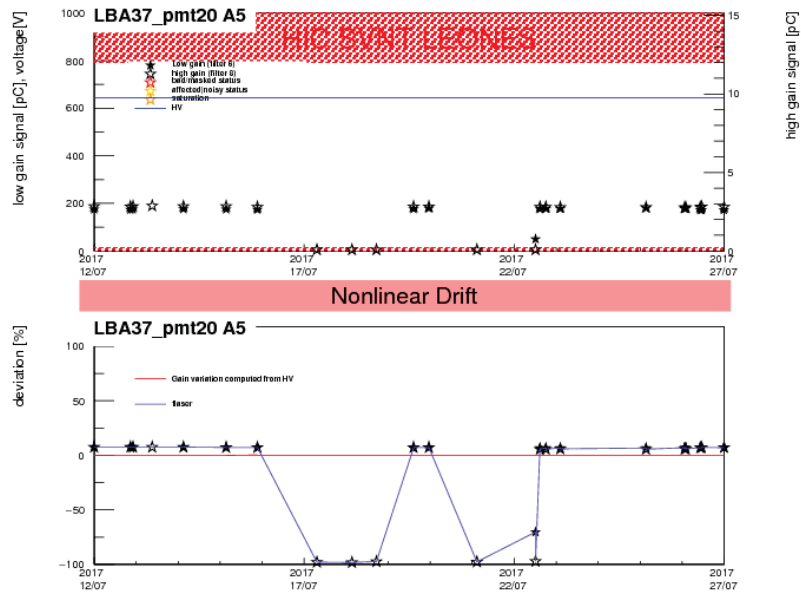 LBA37_pmt20 A5
HIC SVNT LEONES
low gain signal [pC], voltage[V]
high gain signal [pC]
1000
800
600
400
200
0
15
10
5
0
Low gain (filter 6)
high gain (filter 8)
bad/masked status
affected/noisy status
saturation
HV
2017 2017 2017 2017
12/07 17/07 22/07 27/07
Nonlinear Drift
LBA37_pmt20 A5
deviation [%]
100
50
0
−50
−100
Gain variation computed from HV
flaser
2017 2017 2017 2017
12/07 17/07 22/07 27/07